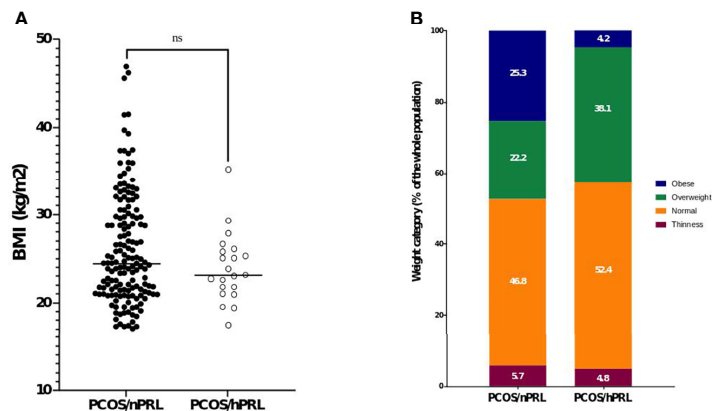 A
ns
50
40
30
20
10
BMI (kg/m2)
PCOS/nPRL
PCOS/hPRL
B
100
80
60
40
20
0
Weight category (% of the whole population)
25.3
22.2
46.8
5.7
4.2
38.1
52.4
4.8
PCOS/nPRL
PCOS/hPRL
Obese
Overweight
Normal
Thinness